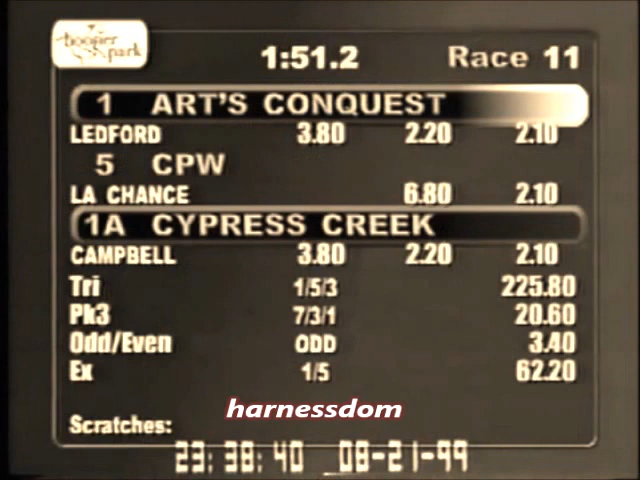 hoosier park
1:51.2 Race 11
1 ART'S CONQUEST
LEDFORD 3.80 2.20 2.10
5 CPW
LA CHANCE 6.80 2.10
1A CYPRESS CREEK
CAMPBELL 3.80 2.20 2.10
Tri 1/5/3 225.80
Pk3 7/3/1 20.60
Odd/Even ODD 3.40
Ex 1/5 62.20
harnessdom
Scratches:
23:38:40 08-21-99